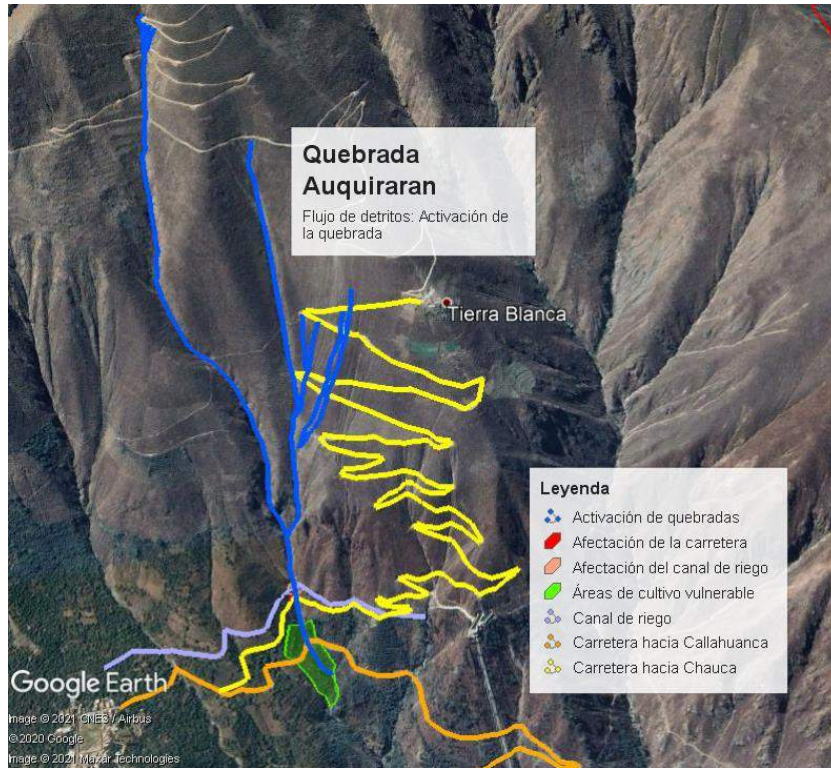 Quebrada
Auquiraran
Flujo de detritos: Activación de
la quebrada
Tierra Blanca
Leyenda
Activación de quebradas
Afectación de la carretera
Afectación del canal de riego
Áreas de cultivo vulnerable
Canal de riego
Carretera hacia Callahuanca
Carretera hacia Chauca
Google Earth
Image © 2021 CNES / Airbus
© 2020 Google
Image © 2021 Maxar Technologies